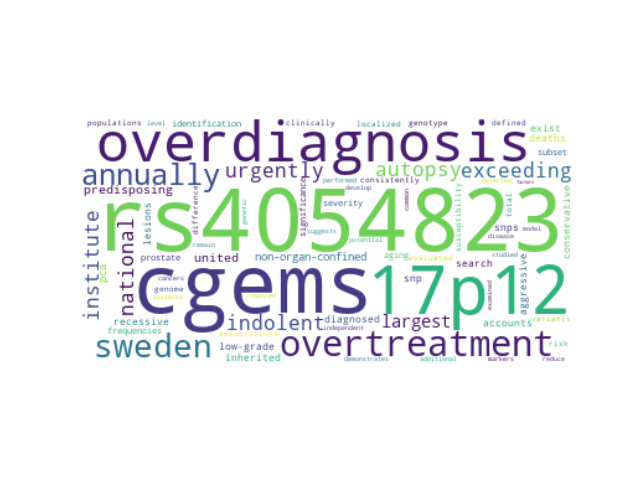 populations level identification clinically localized genotype defined exist
overdiagnosis deaths
subset
annually urgently autopsy exceeding
predisposing performed consistently detected factors
develop
rs4054823
institute national lesions difference genetic significance severity common susceptibility total conservative
remain suggests potential snps model
disease
studied
prostate united non-organ-confined aging evaluated search
pca cancers genome patients compared snp examined aggressive
cgems 17p12
variants
recessive indolent diagnosed largest accounts
frequencies associations independent
sweden low-grade overtreatment risk
inherited demonstrates additional markers reduce